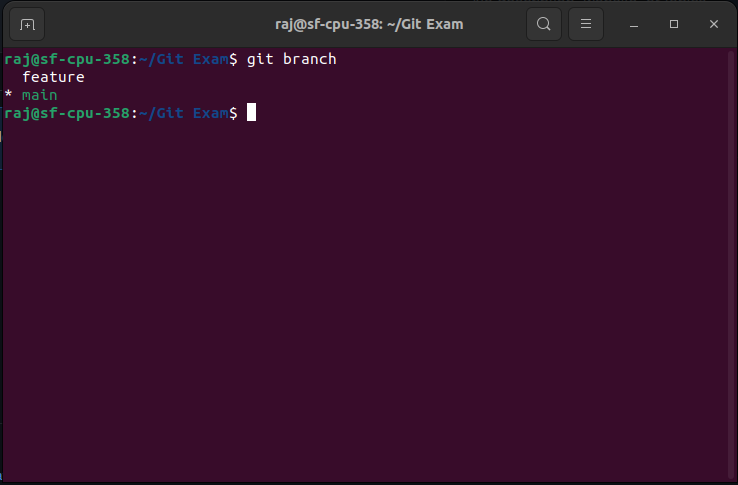 raj@sf-cpu-358: ~/Git Exam
raj@sf-cpu-358:~/Git Exam$ git branch
  feature
* main
raj@sf-cpu-358:~/Git Exam$